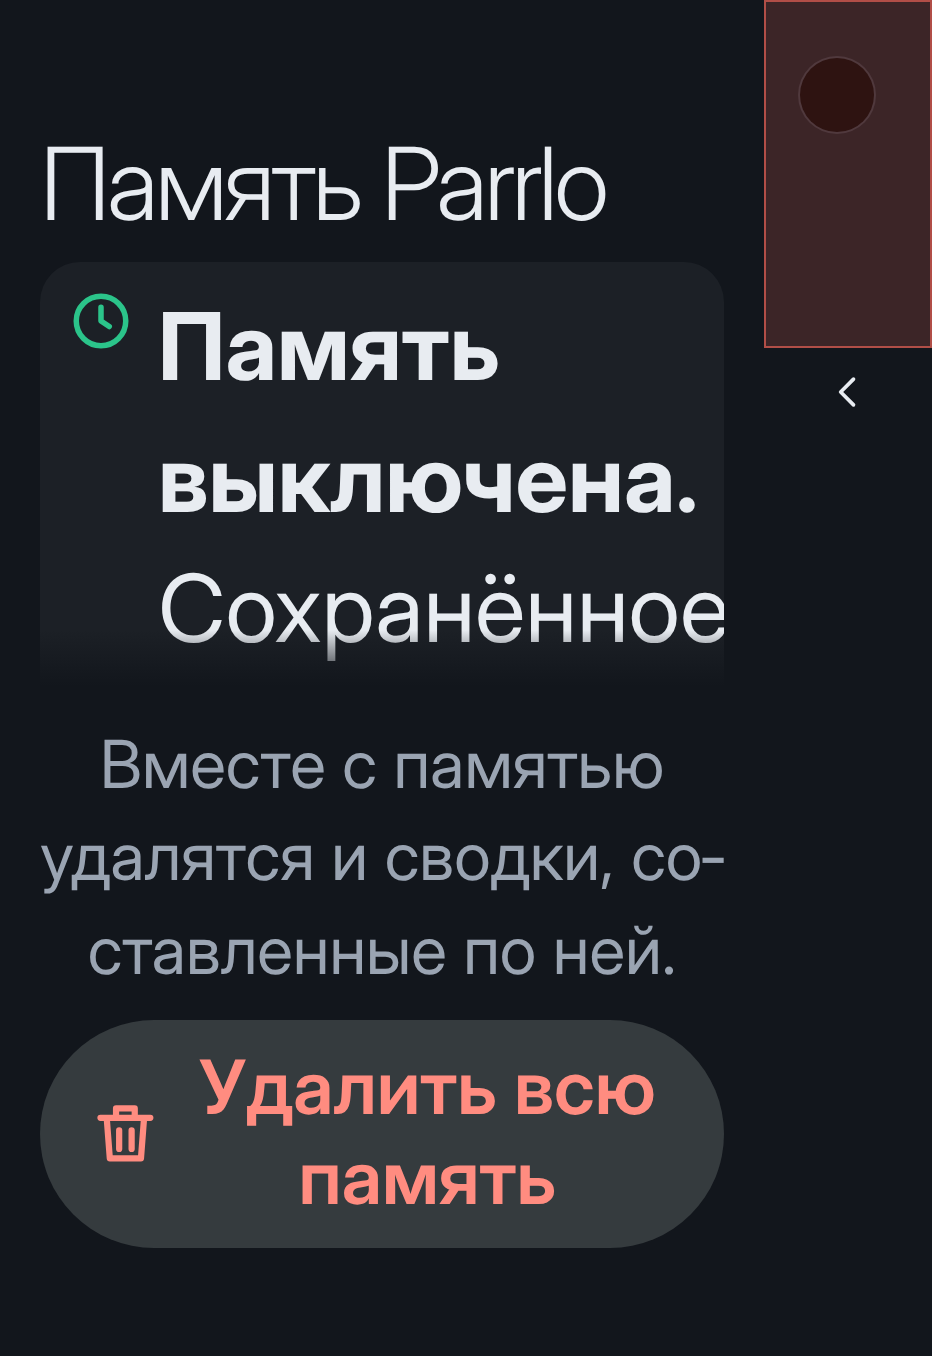 Память Parrlo
Память
выключена.
Сохранённое
Вместе с памятью
удалятся и сводки, со-
ставленные по ней.
Удалить всю
память